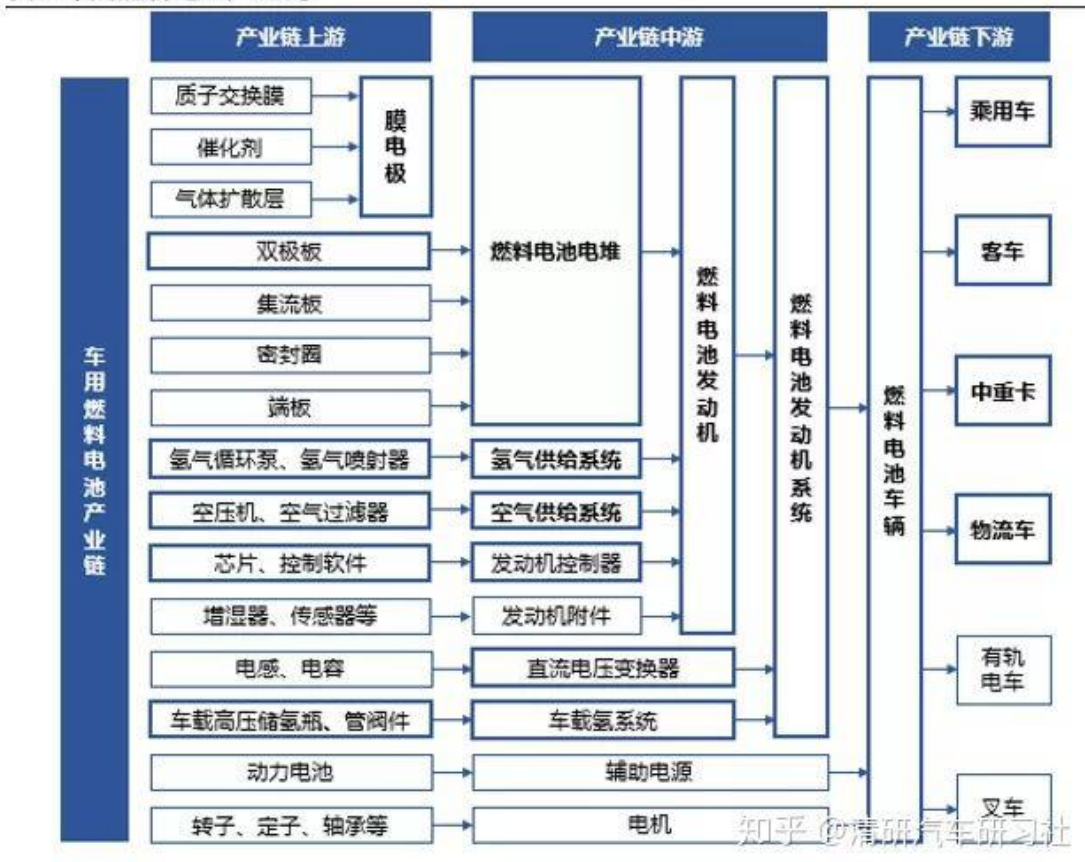 产业链上游
产业链中游
产业链下游
车用燃料电池产业链
质子交换膜
催化剂
气体扩散层
膜电极
双极板
集流板
密封圈
端板
燃料电池电堆
氢气循环泵、氢气喷射器
氢气供给系统
空压机、空气过滤器
空气供给系统
芯片、控制软件
发动机控制器
增湿器、传感器等
发动机附件
燃料电池发动机
电感、电容
直流电压变换器
车载高压储氢瓶、管阀件
车载氢系统
燃料电池发动机系统
动力电池
辅助电源
转子、定子、轴承等
电机
燃料电池车辆
乘用车
客车
中重卡
物流车
有轨
电车
叉车
知乎 @清研汽车研习社